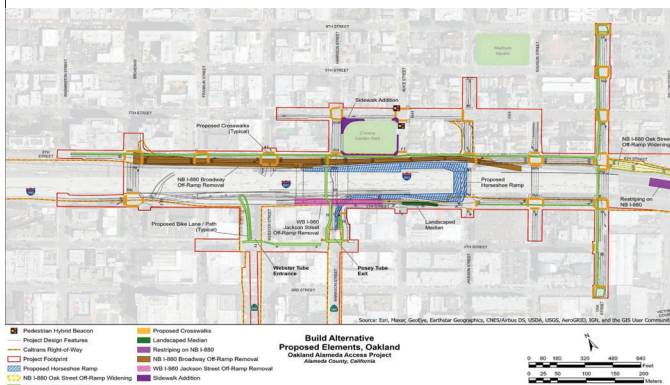 9TH STREET
WASHINGTON STREET
BROADWAY
FRANKLIN STREET
HARRISON STREET
8TH STREET
ALICE STREET
Madison
Square
MADISON STREET
Sidewalk Addition
7TH STREET
Proposed Crosswalks
(Typical)
Chinese
Garden Park
NB I-880 Oak Street
Off-Ramp Widening
6TH
STREET
6TH STREET
NB I-880 Broadway
Off-Ramp Removal
Proposed
Horseshoe Ramp
Restriping on
NB I-880
Proposed Bike Lane / Path
(Typical)
WB I-980
Jackson Street
Off-Ramp Removal
Landscaped
Median
WEBSTER STREET
4TH STREET
JACKSON STREET
Webster Tube
Entrance
Posey Tube
Exit
3RD STREET
HARRISON STREET
OAK STREET
Source: Esri, Maxar, GeoEye, Earthstar Geographics, CNES/Airbus DS, USDA, USGS, AeroGRID, IGN, and the GIS User Communit
Pedestrian Hybrid Beacon
Project Design Features
Caltrans Right-of-Way
Project Footprint
Proposed Horseshoe Ramp
NB I-880 Oak Street Off-Ramp Widening
Proposed Crosswalks
Landscaped Median
Restriping on NB I-880
NB I-880 Broadway Off-Ramp Removal
WB I-980 Jackson Street Off-Ramp Removal
Sidewalk Addition
Build Alternative
Proposed Elements, Oakland
Oakland Alameda Access Project
Alameda County, California
N
0 80 160 320 480 640
Feet
0 25 50 100 150 200
Meters